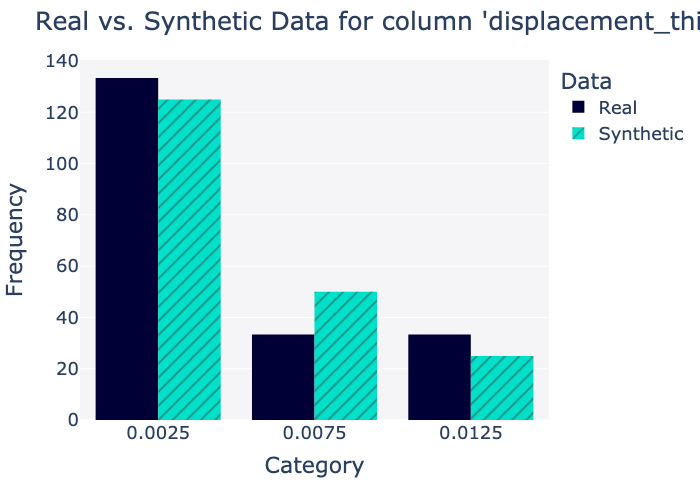 Real vs. Synthetic Data for column 'displacement_thi
140
120
100
80
60
40
20
0
Frequency
0.0025 0.0075 0.0125
Category
Data
Real
Synthetic